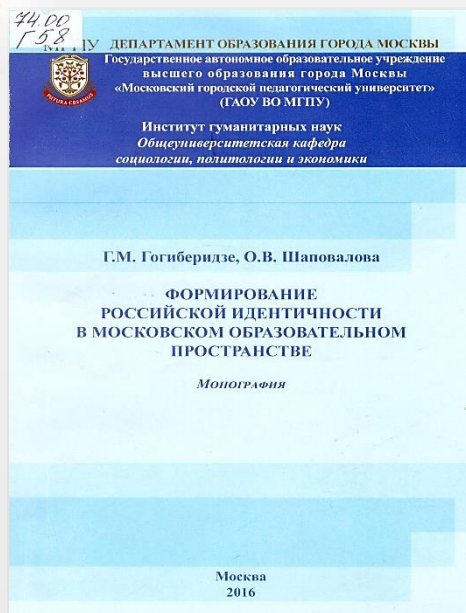 74.00
Г58
МГПУ ДЕПАРТАМЕНТ ОБРАЗОВАНИЯ ГОРОДА МОСКВЫ
Государственное автономное образовательное учреждение
высшего образования города Москвы
«Московский городской педагогический университет»
(ГАОУ ВО МГПУ)
Институт гуманитарных наук
Общеуниверситетская кафедра
социологии, политологии и экономики
Г.М. Гогиберидзе, О.В. Шаповалова
ФОРМИРОВАНИЕ
РОССИЙСКОЙ ИДЕНТИЧНОСТИ
В МОСКОВСКОМ ОБРАЗОВАТЕЛЬНОМ
ПРОСТРАНСТВЕ
Монография
Москва
2016